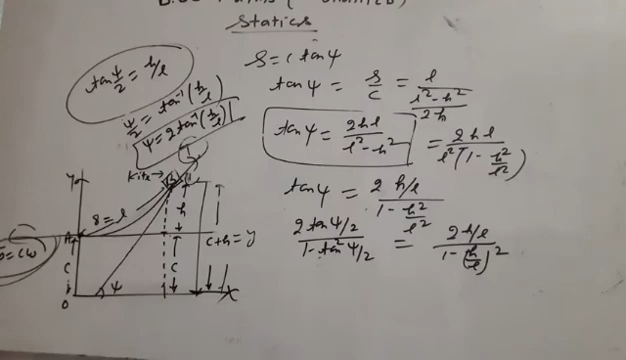 Statics
S = c tan ψ
tan ψ/2 = h/l
tan ψ = s/c = l / ((l² - h²)/2h)
ψ/2 = tan⁻¹(h/l)
ψ = 2 tan⁻¹(h/l)
tan ψ = 2hl/(l² - h²) = 2hl/(l²(1 - h²/l²))
Kite →
tan ψ = (2 h/l)/(1 - h²/l²)
(2 tan ψ/2)/(1 - tan² ψ/2) = (2 h/l)/(1 - (h/l)²)
Y
s = l
h
c + h = y
A
c
c
ψ
O
X